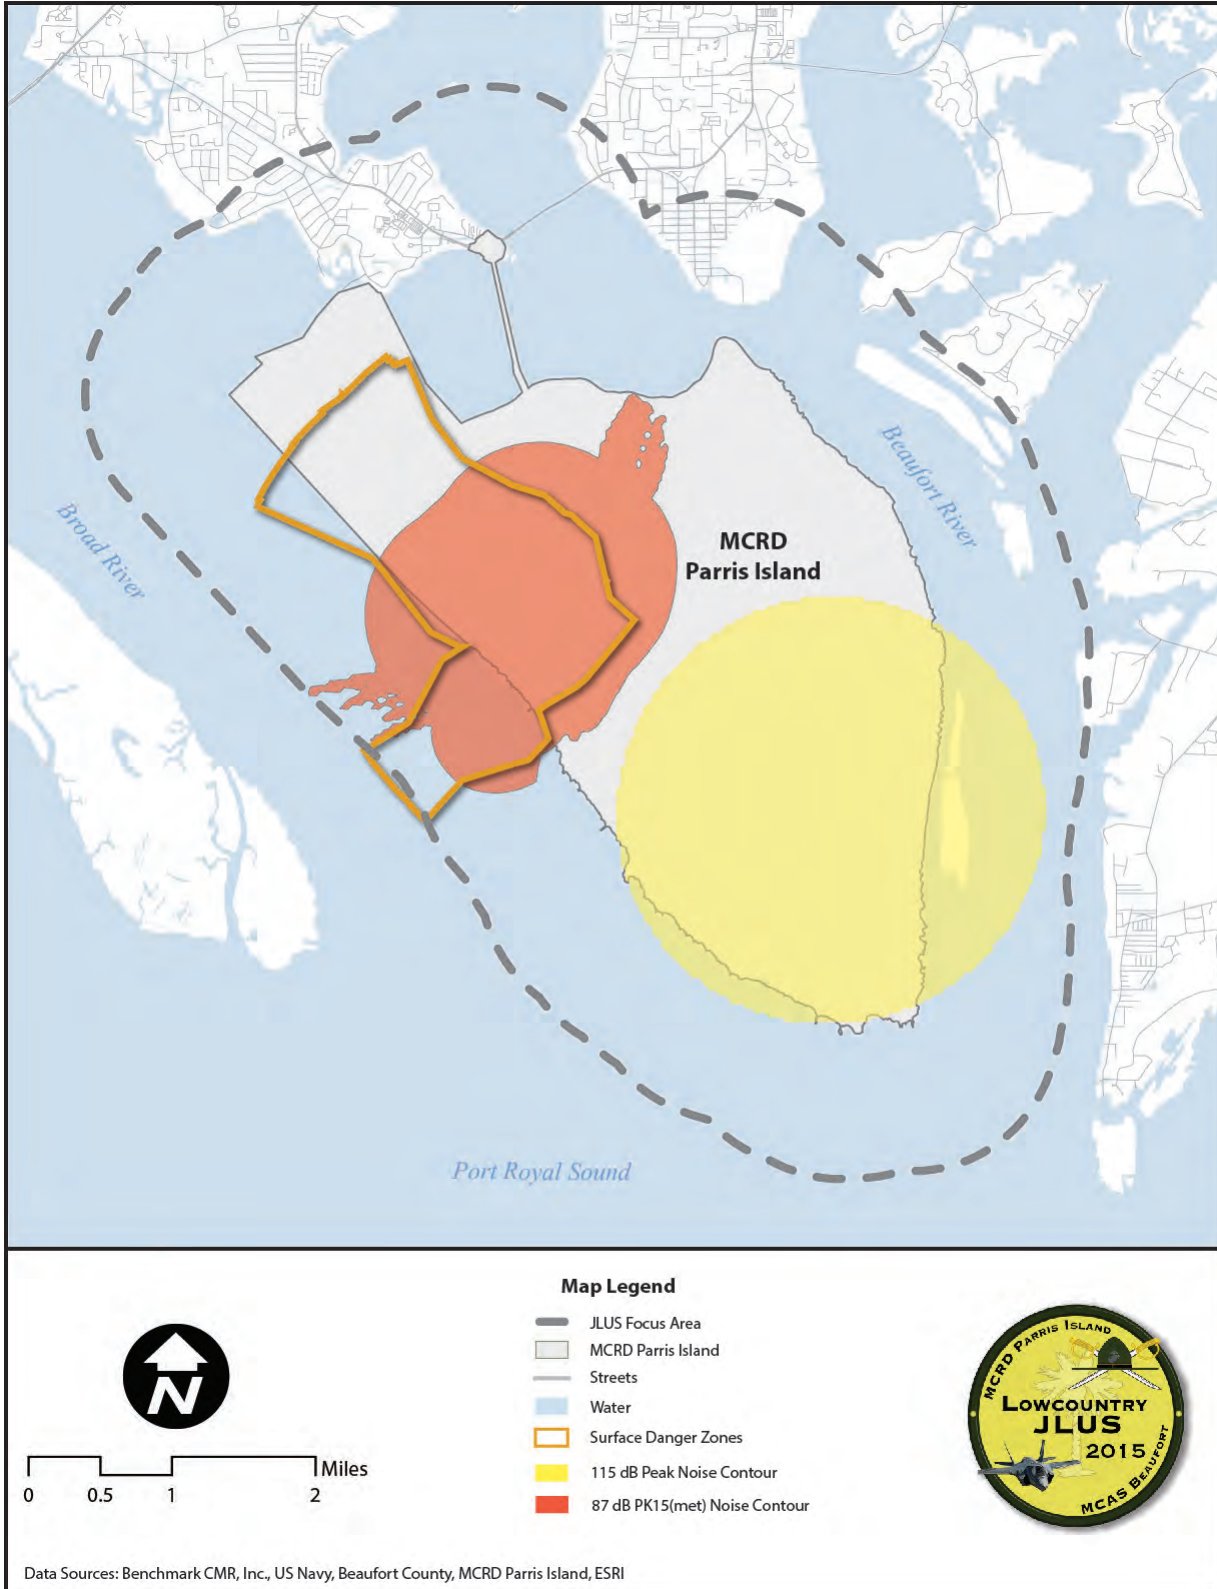 Broad River
Beaufort River
MCRD
Parris Island
Port Royal Sound
Map Legend
JLUS Focus Area
MCRD Parris Island
Streets
Water
Surface Danger Zones
115 dB Peak Noise Contour
87 dB PK15(met) Noise Contour
N
Miles
0 0.5 1 2
MCRD PARRIS ISLAND
LOWCOUNTRY
JLUS
2015
MCAS BEAUFORT
Data Sources: Benchmark CMR, Inc., US Navy, Beaufort County, MCRD Parris Island, ESRI